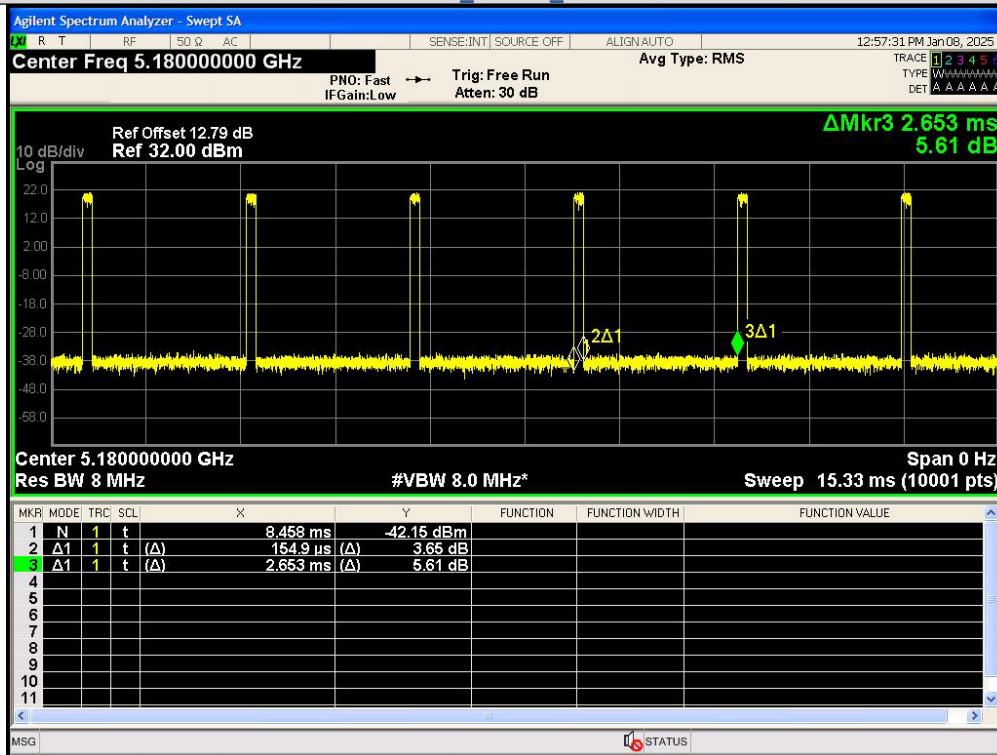 Agilent Spectrum Analyzer - Swept SA
LXI R T RF 50 Ω AC SENSE:INT SOURCE OFF ALIGN AUTO 12:57:31 PM Jan 08, 2025
Center Freq 5.180000000 GHz
Avg Type: RMS
TRACE 1 2 3 4 5
PNO: Fast
Trig: Free Run
TYPE
IFGain:Low
Atten: 30 dB
DET A A A A A
ΔMkr3 2.653 ms
5.61 dB
Ref Offset 12.79 dB
10 dB/div Ref 32.00 dBm
Log
22.0
12.0
2.00
-8.00
-18.0
-28.0
-38.0
-48.0
-58.0
2Δ1
3Δ1
Center 5.180000000 GHz Span 0 Hz
Res BW 8 MHz #VBW 8.0 MHz* Sweep 15.33 ms (10001 pts)
MKR MODE TRC SCL X Y FUNCTION FUNCTION WIDTH FUNCTION VALUE
1 N 1 t 8.458 ms -42.15 dBm
2 Δ1 1 t (Δ) 154.9 µs (Δ) 3.65 dB
3 Δ1 1 t (Δ) 2.653 ms (Δ) 5.61 dB
4
5
6
7
8
9
10
11
MSG STATUS